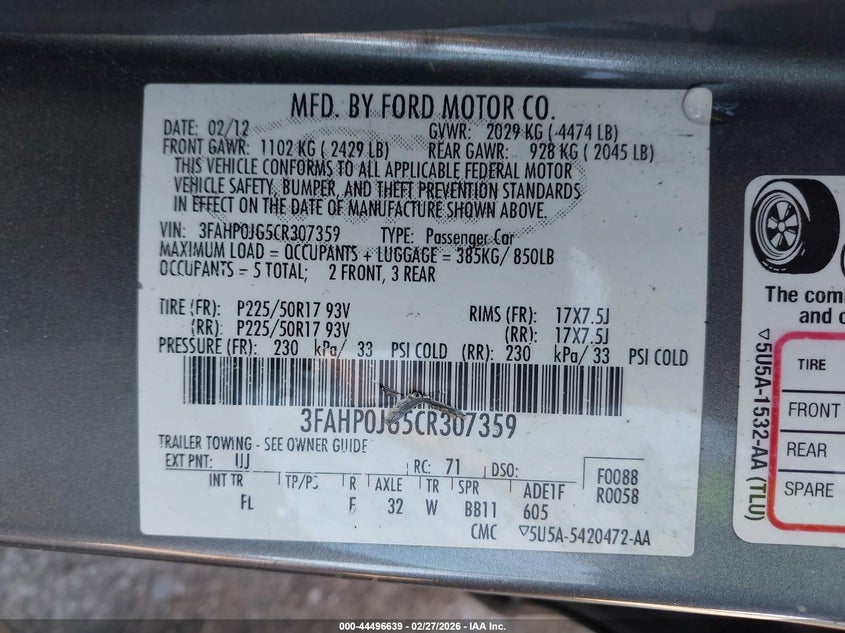 MFD. BY FORD MOTOR CO.
DATE: 02/12 GVWR: 2029 KG ( 4474 LB)
FRONT GAWR: 1102 KG ( 2429 LB) REAR GAWR: 928 KG ( 2045 LB)
THIS VEHICLE CONFORMS TO ALL APPLICABLE FEDERAL MOTOR
VEHICLE SAFETY, BUMPER, AND THEFT PREVENTION STANDARDS
IN EFFECT ON THE DATE OF MANUFACTURE SHOWN ABOVE.
VIN: 3FAHP0JG5CR307359 TYPE: Passenger Car
MAXIMUM LOAD = OCCUPANTS + LUGGAGE = 385KG/ 850LB
OCCUPANTS = 5 TOTAL; 2 FRONT, 3 REAR
TIRE (FR): P225/50R17 93V RIMS (FR): 17X7.5J
(RR): P225/50R17 93V (RR): 17X7.5J
PRESSURE (FR): 230 kPa/ 33 PSI COLD (RR): 230 kPa/ 33 PSI COLD
3FAHP0JG5CR307359
TRAILER TOWING - SEE OWNER GUIDE
EXT PNT: UJ RC: 71 DSO: F0088
INT TR TP/PS R AXLE TR SPR ADE1F R0058
FL F 32 W BB11 605
CMC ▽5U5A-5420472-AA
The com
and
▽5U5A-1532-AA (TLU)
TIRE
FRONT
REAR
SPARE
000-44496639 - 02/27/2026 - IAA Inc.